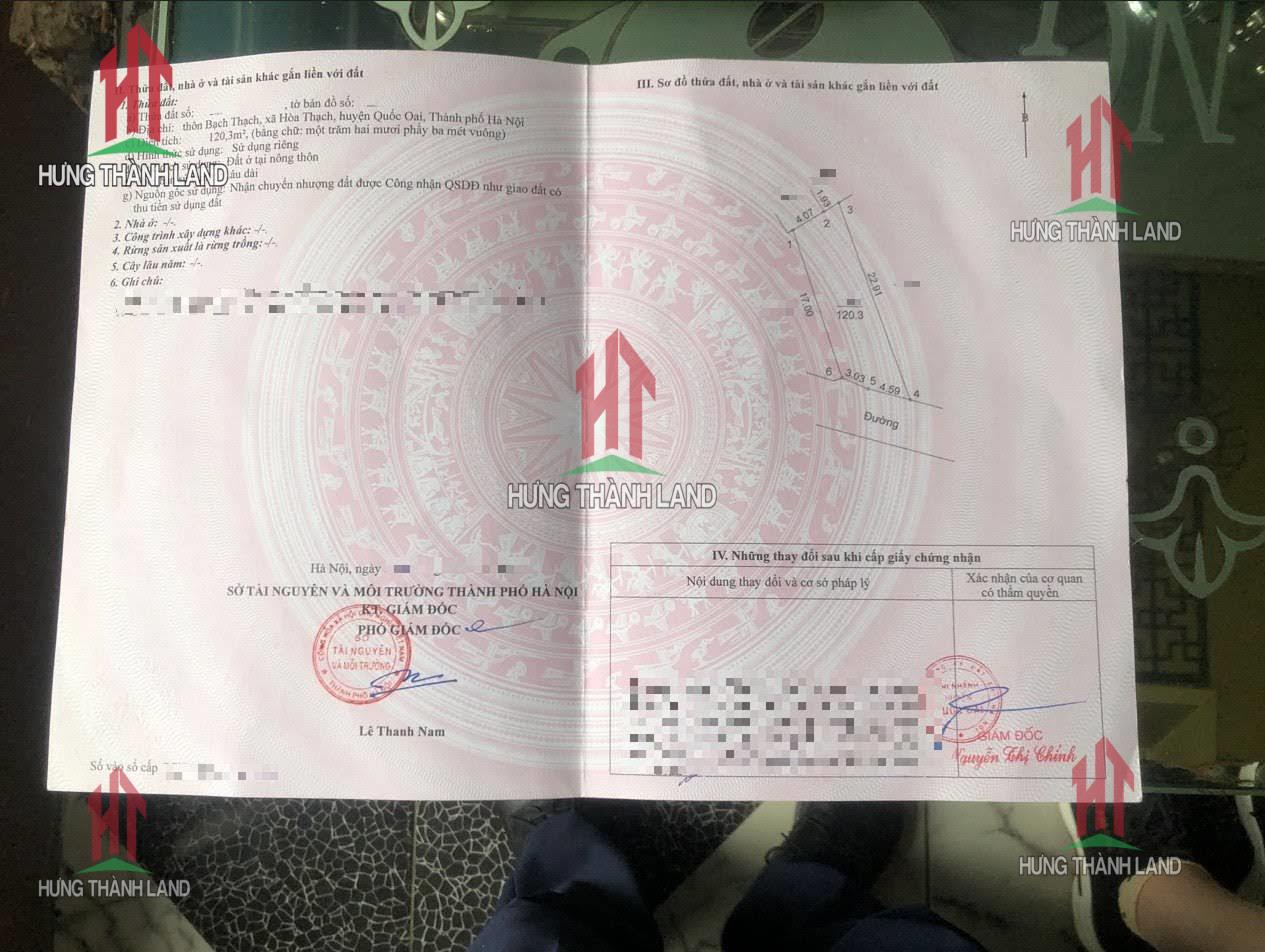 II. Thửa đất, nhà ở và tài sản khác gắn liền với đất
1. Thửa đất:
a) Thửa đất số: , tờ bản đồ số:
b) Địa chỉ: thôn Bạch Thạch, xã Hòa Thạch, huyện Quốc Oai, Thành phố Hà Nội
c) Diện tích: 120,3m², (bằng chữ: một trăm hai mươi phẩy ba mét vuông)
d) Hình thức sử dụng: Sử dụng riêng
sử dụng: Đất ở tại nông thôn
lâu dài
g) Nguồn gốc sử dụng: Nhận chuyển nhượng đất được Công nhận QSDĐ như giao đất có
thu tiền sử dụng đất
2. Nhà ở: -/-.
3. Công trình xây dựng khác: -/-.
4. Rừng sản xuất là rừng trồng: -/-.
5. Cây lâu năm: -/-.
6. Ghi chú:
Hà Nội, ngày
SỞ TÀI NGUYÊN VÀ MÔI TRƯỜNG THÀNH PHỐ HÀ NỘI
KT. GIÁM ĐỐC
PHÓ GIÁM ĐỐC
SỞ
TÀI NGUYÊN
VÀ MÔI TRƯỜNG
Lê Thanh Nam
Số vào sổ cấp
III. Sơ đồ thửa đất, nhà ở và tài sản khác gắn liền với đất
B
1.93
4.07
3
2
1
22.91
17.00
120.3
6
3.03
5
4.59
4
Đường
IV. Những thay đổi sau khi cấp giấy chứng nhận
Nội dung thay đổi và cơ sở pháp lý
Xác nhận của cơ quan
có thẩm quyền
GIÁM ĐỐC
Nguyễn Thị Chính
HƯNG THÀNH LAND
HƯNG THÀNH LAND
HƯNG THÀNH LAND
HƯNG THÀNH LAND
HƯNG THÀNH LAND